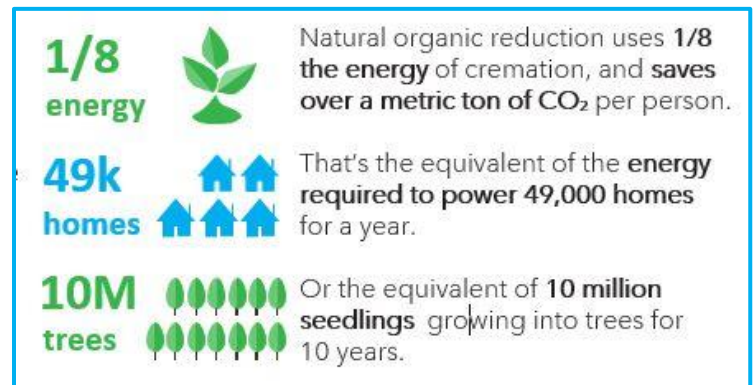 1/8
energy
Natural organic reduction uses 1/8
the energy of cremation, and saves
over a metric ton of CO₂ per person.
49k
homes
That's the equivalent of the energy
required to power 49,000 homes
for a year.
10M
trees
Or the equivalent of 10 million
seedlings growing into trees for
10 years.